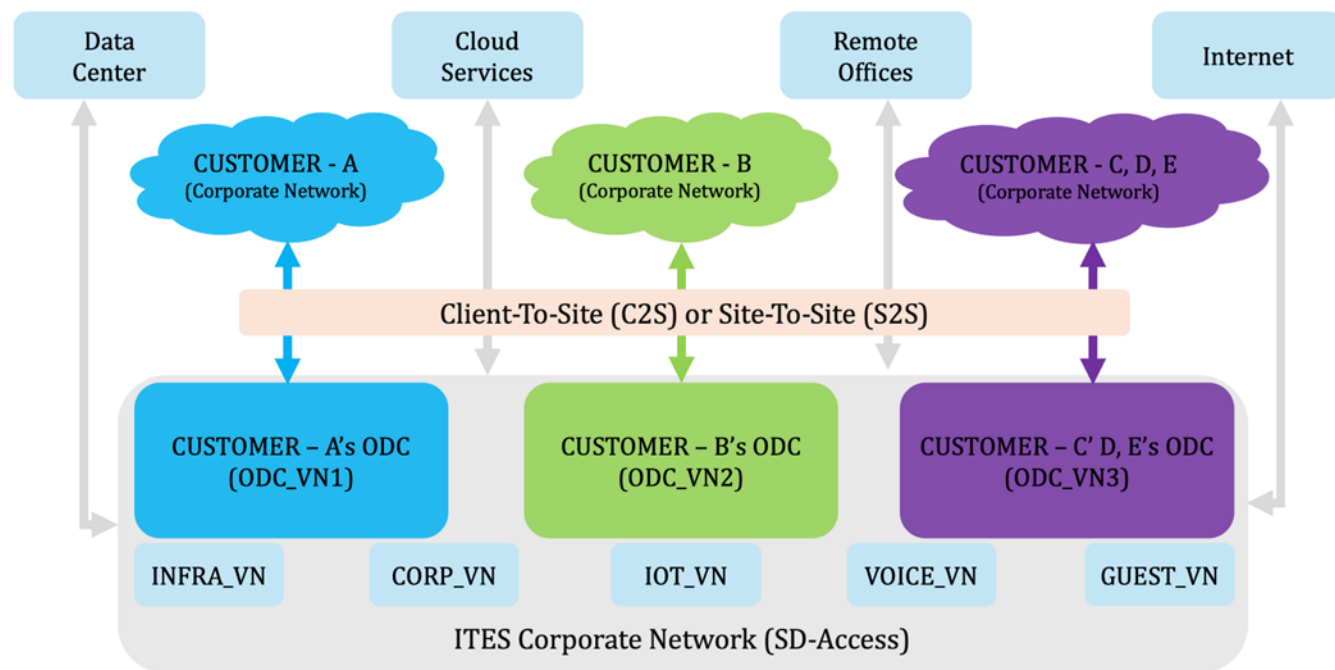 Data
Center
Cloud
Services
Remote
Offices
Internet
CUSTOMER - A
(Corporate Network)
CUSTOMER - B
(Corporate Network)
CUSTOMER - C, D, E
(Corporate Network)
Client-To-Site (C2S) or Site-To-Site (S2S)
CUSTOMER – A’s ODC
(ODC_VN1)
CUSTOMER – B’s ODC
(ODC_VN2)
CUSTOMER – C’ D, E’s ODC
(ODC_VN3)
INFRA_VN
CORP_VN
IOT_VN
VOICE_VN
GUEST_VN
ITES Corporate Network (SD-Access)